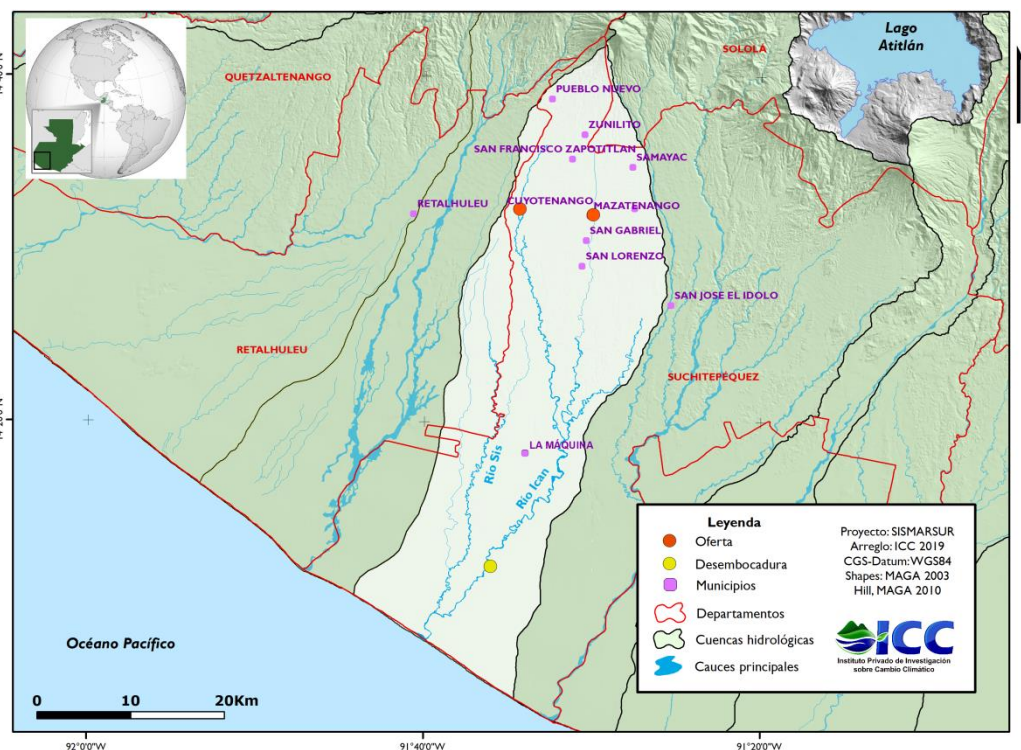 Lago
Atitlán
SOLOLA
QUETZALTENANGO
PUEBLO NUEVO
ZUNILITO
SAN FRANCISCO ZAPOTITLAN
SAMAYAC
RETALHULEU
CUYOTENANGO
MAZATENANGO
SAN GABRIEL
SAN LORENZO
SAN JOSE EL IDOLO
RETALHULEU
SUCHITEPÉQUEZ
LA MÁQUINA
Río Sis
Río Ican
Océano Pacífico
0 10 20Km
Leyenda
Oferta
Desembocadura
Municipios
Departamentos
Cuencas hidrológicas
Cauces principales
Proyecto: SISMARSUR
Arreglo: ICC 2019
CGS-Datum: WGS84
Shapes: MAGA 2003
Hill, MAGA 2010
ICC
Instituto Privado de Investigación
sobre Cambio Climático
92°0'0"W 91°40'0"W 91°20'0"W